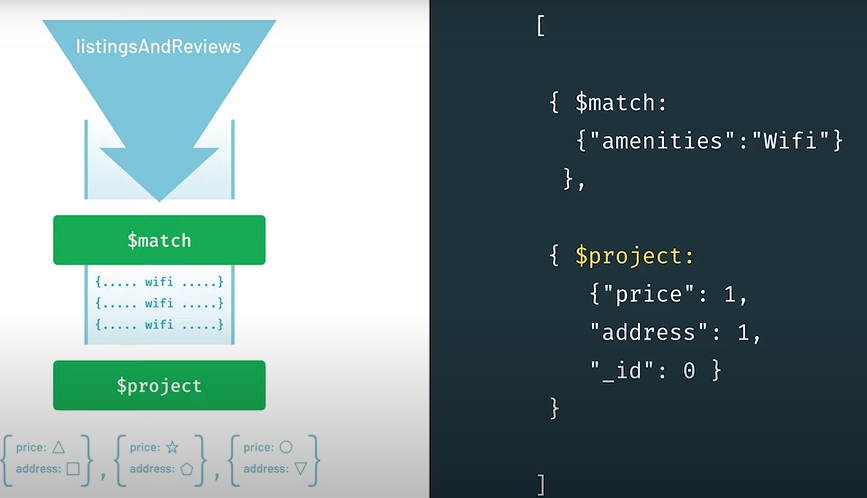 listingsAndReviews
$match
{..... wifi .....}
{..... wifi .....}
{..... wifi .....}
$project
{price: △ address: □}, {price: ☆ address: ⬠}, {price: ○ address: ▽}
[
{ $match:
{"amenities":"Wifi"}
},
{ $project:
{"price": 1,
"address": 1,
"_id": 0 }
}
]